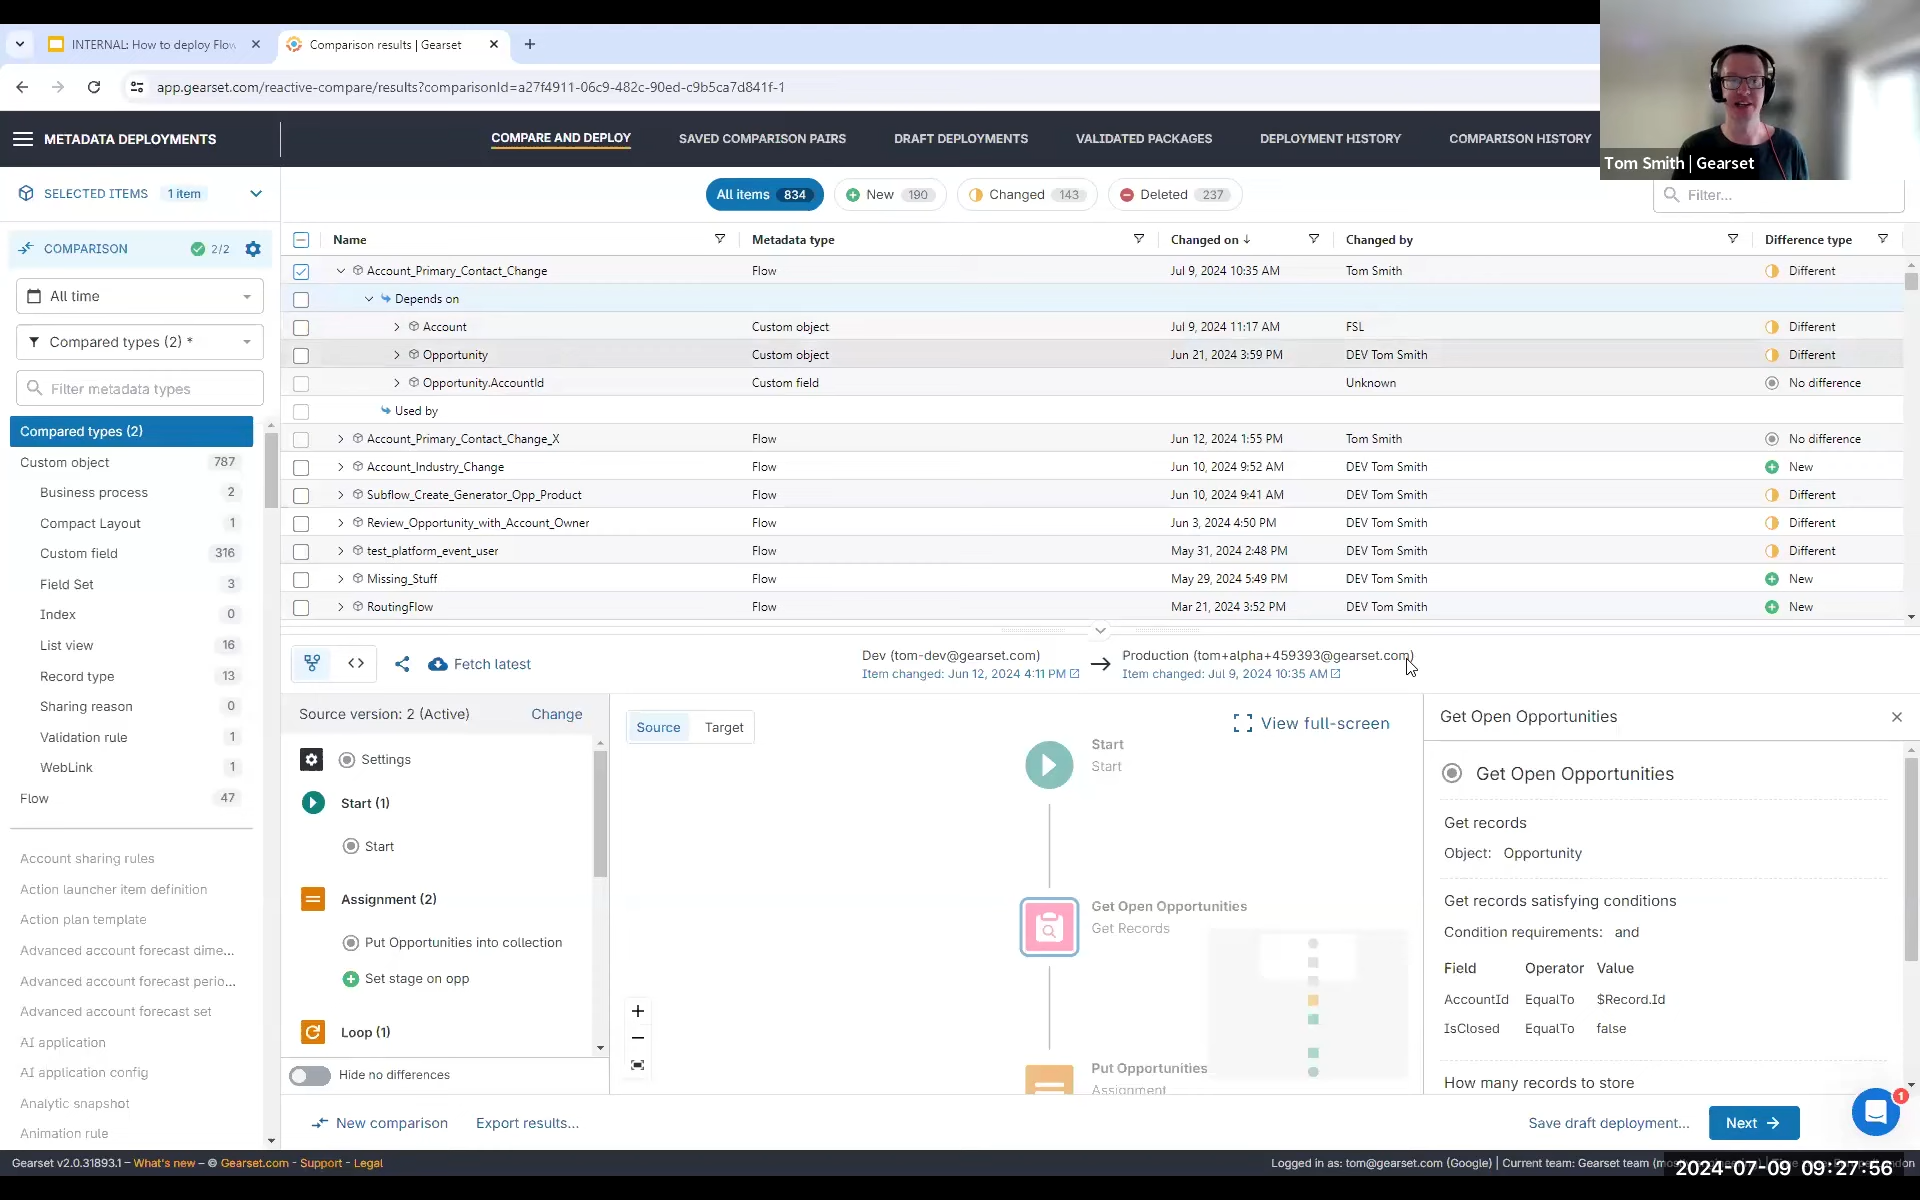 INTERNAL: How to deploy Flow
Comparison results | Gearset
app.gearset.com/reactive-compare/results?comparisonId=a27f4911-06c9-482c-90ed-c9b5ca7d841f-1
METADATA DEPLOYMENTS
COMPARE AND DEPLOY
SAVED COMPARISON PAIRS
DRAFT DEPLOYMENTS
VALIDATED PACKAGES
DEPLOYMENT HISTORY
COMPARISON HISTORY
Tom Smith | Gearset
SELECTED ITEMS 1 item
All items 834
New 190
Changed 143
Deleted 237
Filter...
COMPARISON 2/2
All time
Compared types (2) *
Filter metadata types
Compared types (2)
Custom object 787
Business process 2
Compact Layout 1
Custom field 316
Field Set 3
Index 0
List view 16
Record type 13
Sharing reason 0
Validation rule 1
WebLink 1
Flow 47
Account sharing rules
Action launcher item definition
Action plan template
Advanced account forecast dime...
Advanced account forecast perio...
Advanced account forecast set
AI application
AI application config
Analytic snapshot
Animation rule
Name Metadata type Changed on Changed by Difference type
Account_Primary_Contact_Change Flow Jul 9, 2024 10:35 AM Tom Smith Different
Depends on
Account Custom object Jul 9, 2024 11:17 AM FSL Different
Opportunity Custom object Jun 21, 2024 3:59 PM DEV Tom Smith Different
Opportunity.AccountId Custom field Unknown No difference
Used by
Account_Primary_Contact_Change_X Flow Jun 12, 2024 1:55 PM Tom Smith No difference
Account_Industry_Change Flow Jun 10, 2024 9:52 AM DEV Tom Smith New
Subflow_Create_Generator_Opp_Product Flow Jun 10, 2024 9:41 AM DEV Tom Smith Different
Review_Opportunity_with_Account_Owner Flow Jun 3, 2024 4:50 PM DEV Tom Smith Different
test_platform_event_user Flow May 31, 2024 2:48 PM DEV Tom Smith Different
Missing_Stuff Flow May 29, 2024 5:49 PM DEV Tom Smith New
RoutingFlow Flow Mar 21, 2024 3:52 PM DEV Tom Smith New
Fetch latest
Dev (tom-dev@gearset.com)
Item changed: Jun 12, 2024 4:11 PM
Production (tom+alpha+459393@gearset.com)
Item changed: Jul 9, 2024 10:35 AM
Source version: 2 (Active) Change
Settings
Start (1)
Start
Assignment (2)
Put Opportunities into collection
Set stage on opp
Loop (1)
Hide no differences
Source Target
View full-screen
Start
Start
Get Open Opportunities
Get Records
Put Opportunities
Assignment
Get Open Opportunities
Get Open Opportunities
Get records
Object: Opportunity
Get records satisfying conditions
Condition requirements: and
Field Operator Value
AccountId EqualTo $Record.Id
IsClosed EqualTo false
How many records to store
New comparison
Export results...
Save draft deployment...
Next
1
Gearset v2.0.31893.1 – What's new – © Gearset.com - Support - Legal
Logged in as: tom@gearset.com (Google) | Current team: Gearset team
2024-07-09 09:27:56